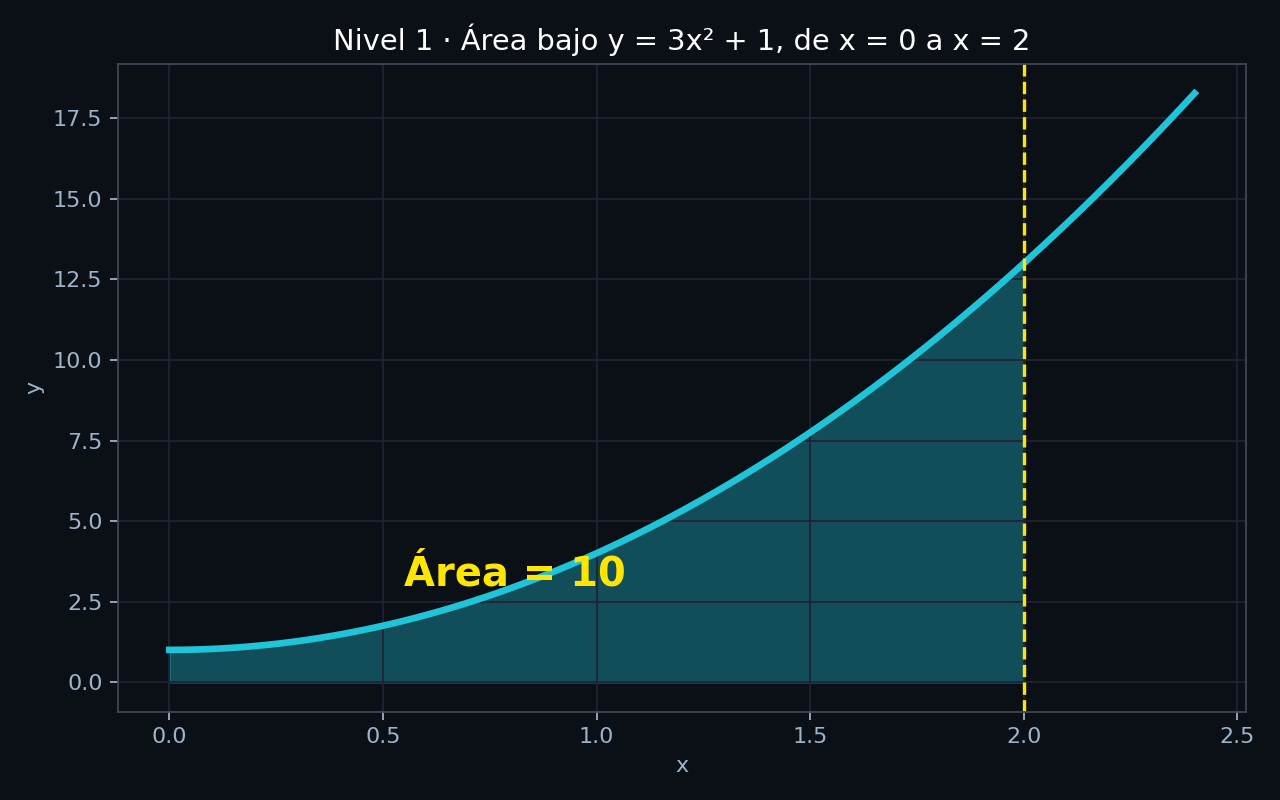 Nivel 1 · Área bajo y = 3x² + 1, de x = 0 a x = 2
17.5
15.0
12.5
10.0
7.5
5.0
2.5
0.0
y
Área = 10
0.0 0.5 1.0 1.5 2.0 2.5
x